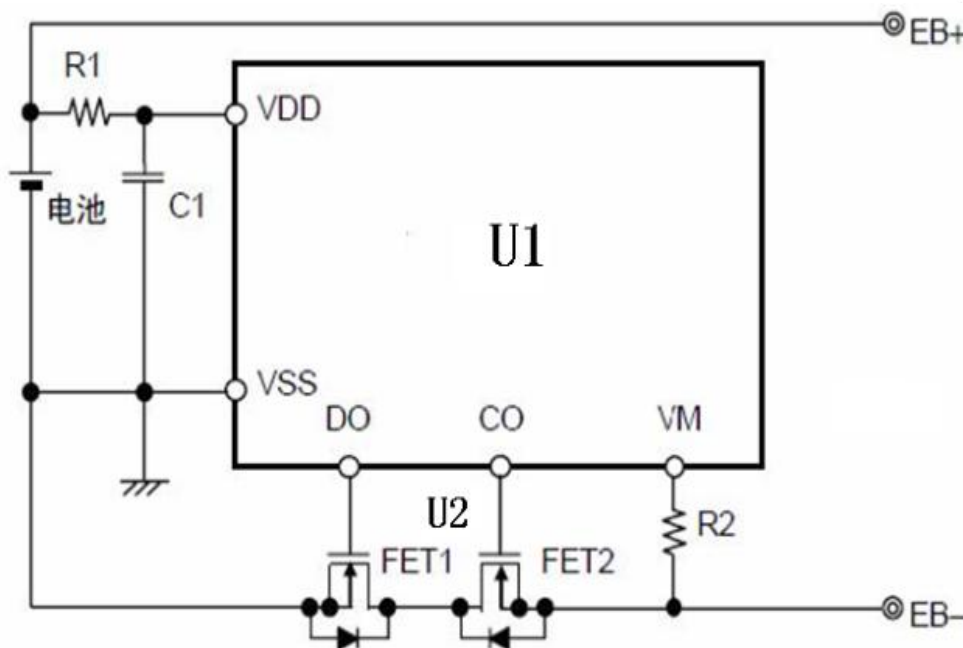 EB+
R1
VDD
电池
C1
U1
VSS
DO
CO
VM
U2
R2
FET1
FET2
EB−